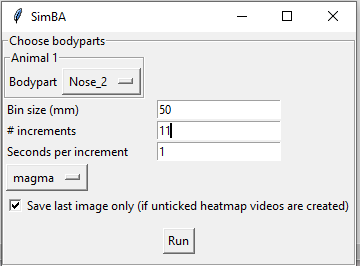 SimBA
Choose bodyparts
Animal 1
Bodypart Nose_2
Bin size (mm) 50
# increments 11
Seconds per increment 1
magma
Save last image only (if unticked heatmap videos are created)
Run